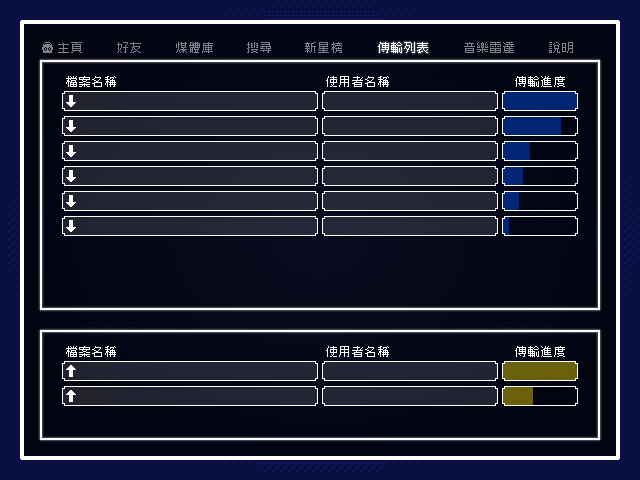 主頁 好友 煤體庫 搜尋 新星榜 傳輸列表 音樂雷達 說明
檔案名稱 使用者名稱 傳輸進度
檔案名稱 使用者名稱 傳輸進度